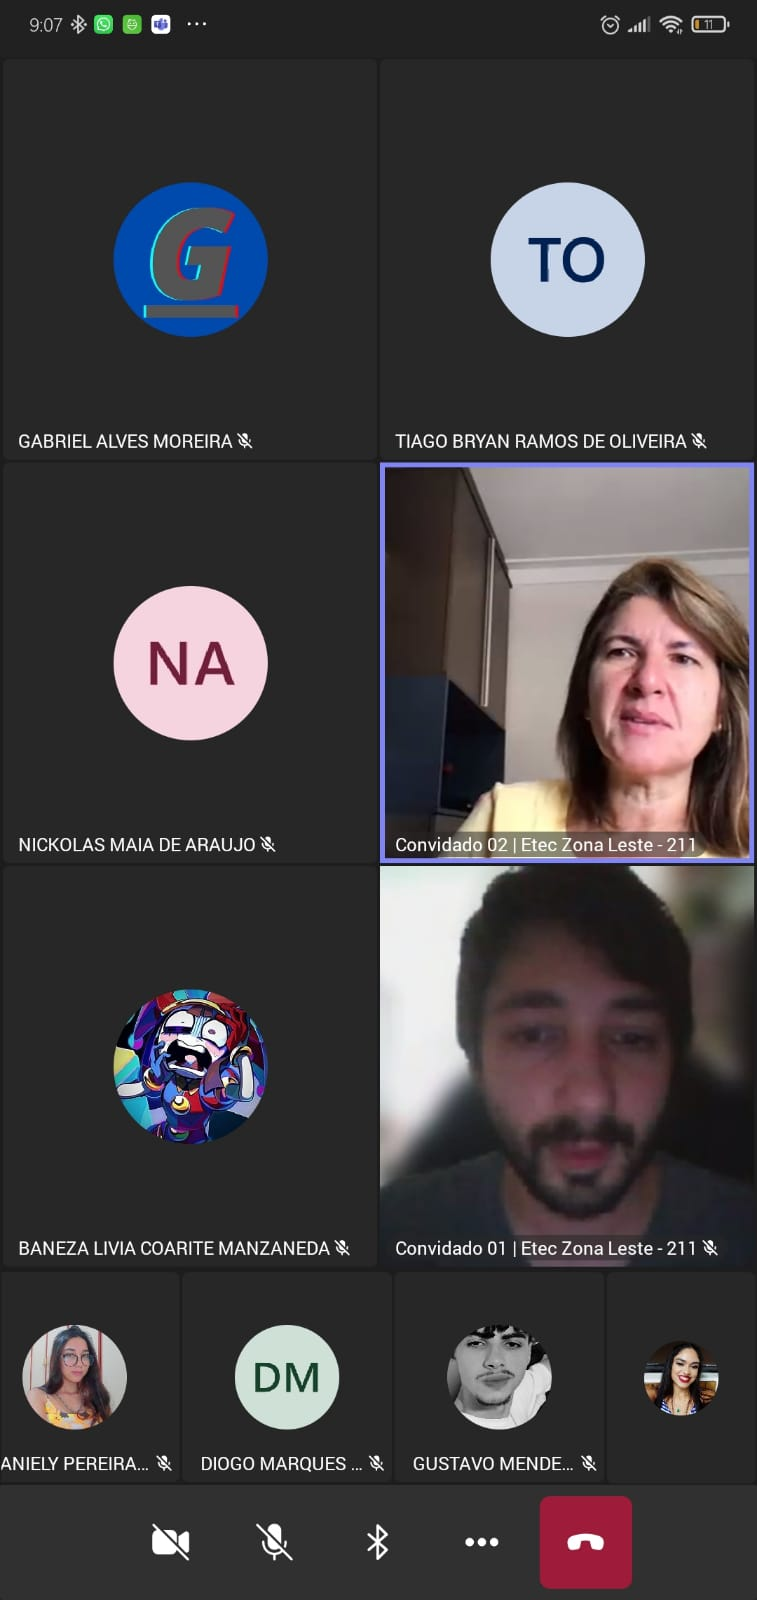 9:07
11
G
TO
GABRIEL ALVES MOREIRA
TIAGO BRYAN RAMOS DE OLIVEIRA
NA
NICKOLAS MAIA DE ARAUJO
Convidado 02 | Etec Zona Leste - 211
BANEZA LIVIA COARITE MANZANEDA
Convidado 01 | Etec Zona Leste - 211
DM
ANIELY PEREIRA...
DIOGO MARQUES ...
GUSTAVO MENDE...